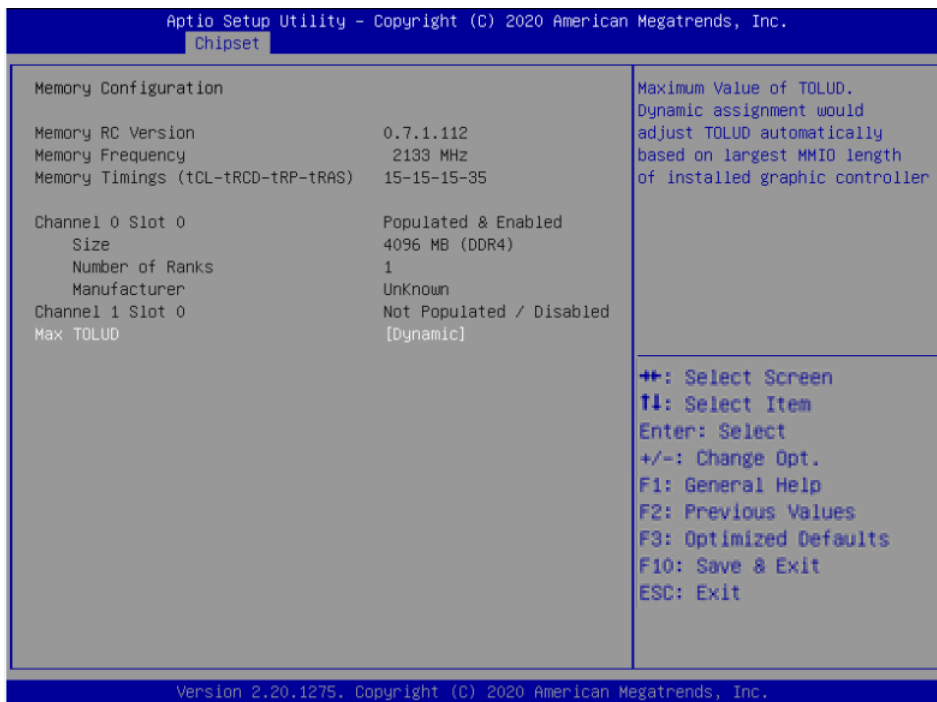 Aptio Setup Utility - Copyright (C) 2020 American Megatrends, Inc.
Chipset
Memory Configuration
Memory RC Version 0.7.1.112
Memory Frequency 2133 MHz
Memory Timings (tCL-tRCD-tRP-tRAS) 15-15-15-35
Channel 0 Slot 0 Populated & Enabled
Size 4096 MB (DDR4)
Number of Ranks 1
Manufacturer UnKnown
Channel 1 Slot 0 Not Populated / Disabled
Max TOLUD [Dynamic]
Maximum Value of TOLUD.
Dynamic assignment would
adjust TOLUD automatically
based on largest MMIO length
of installed graphic controller
→←: Select Screen
↑↓: Select Item
Enter: Select
+/-: Change Opt.
F1: General Help
F2: Previous Values
F3: Optimized Defaults
F10: Save & Exit
ESC: Exit
Version 2.20.1275. Copyright (C) 2020 American Megatrends, Inc.